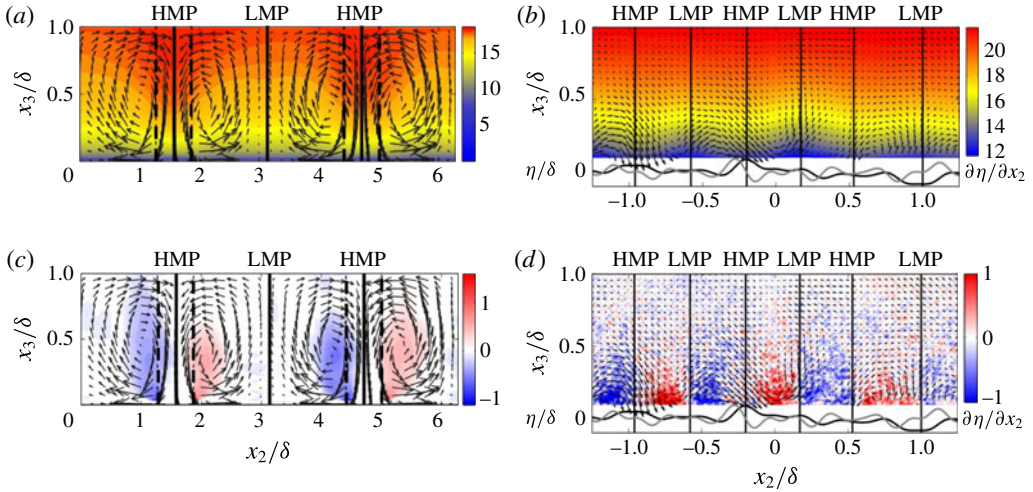 (a) HMP LMP HMP
1.0
0.5
0
x3/δ
0 1 2 3 4 5 6
15
10
5
(b) HMP LMP HMP LMP HMP LMP
1.0
0.5
0
x3/δ
η/δ
∂η/∂x2
−1.0 −0.5 0 0.5 1.0
20
18
16
14
12
(c) HMP LMP HMP
1.0
0.5
0
x3/δ
0 1 2 3 4 5 6
x2/δ
1
0
−1
(d) HMP LMP HMP LMP HMP LMP
1.0
0.5
0
x3/δ
η/δ
∂η/∂x2
−1.0 −0.5 0 0.5 1.0
x2/δ
1
0
−1